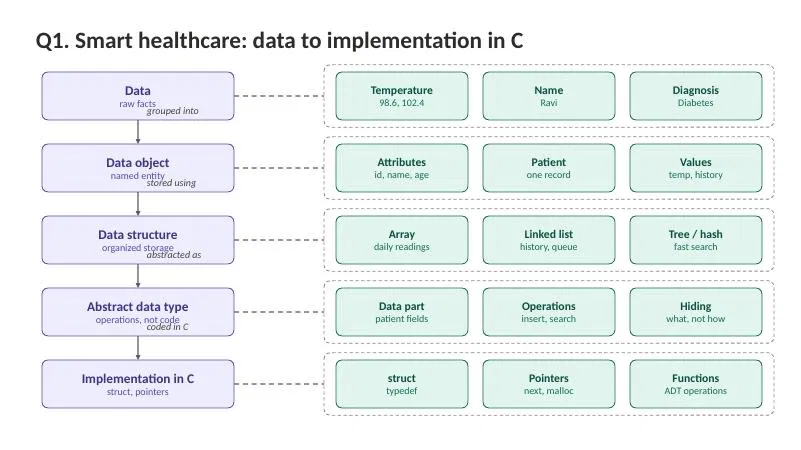 Q1. Smart healthcare: data to implementation in C
Data
raw facts
grouped into
Temperature
98.6, 102.4
Name
Ravi
Diagnosis
Diabetes
Data object
named entity
stored using
Attributes
id, name, age
Patient
one record
Values
temp, history
Data structure
organized storage
abstracted as
Array
daily readings
Linked list
history, queue
Tree / hash
fast search
Abstract data type
operations, not code
coded in C
Data part
patient fields
Operations
insert, search
Hiding
what, not how
Implementation in C
struct, pointers
struct
typedef
Pointers
next, malloc
Functions
ADT operations